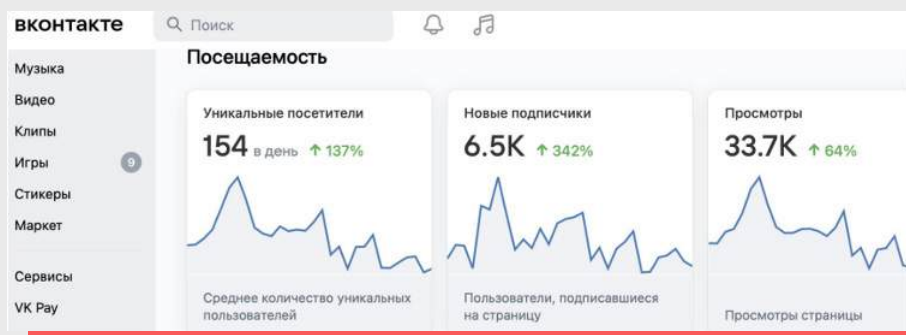 вконтакте
Поиск
Музыка
Видео
Клипы
Игры 9
Стикеры
Маркет
Сервисы
VK Pay
Посещаемость
Уникальные посетители
154 в день ↑ 137%
Среднее количество уникальных
пользователей
Новые подписчики
6.5K ↑ 342%
Пользователи, подписавшиеся
на страницу
Просмотры
33.7K ↑ 64%
Просмотры страницы